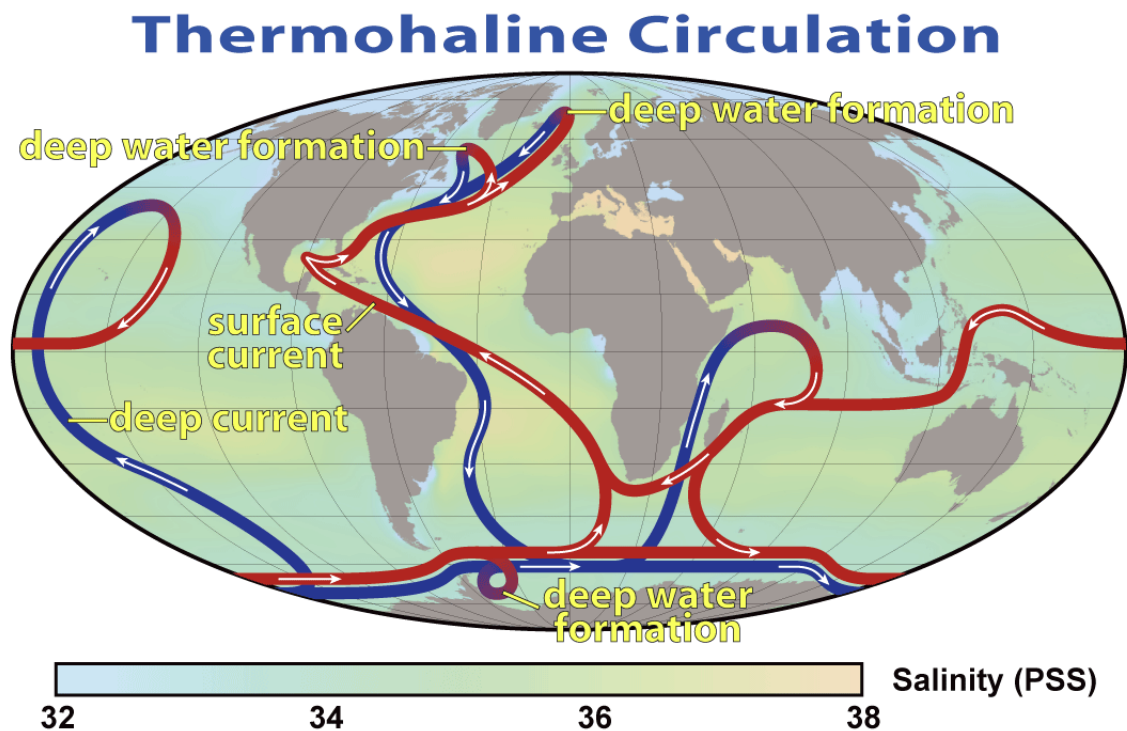 Thermohaline Circulation
deep water formation
deep water formation
surface
current
deep current
deep water
formation
Salinity (PSS)
32 34 36 38